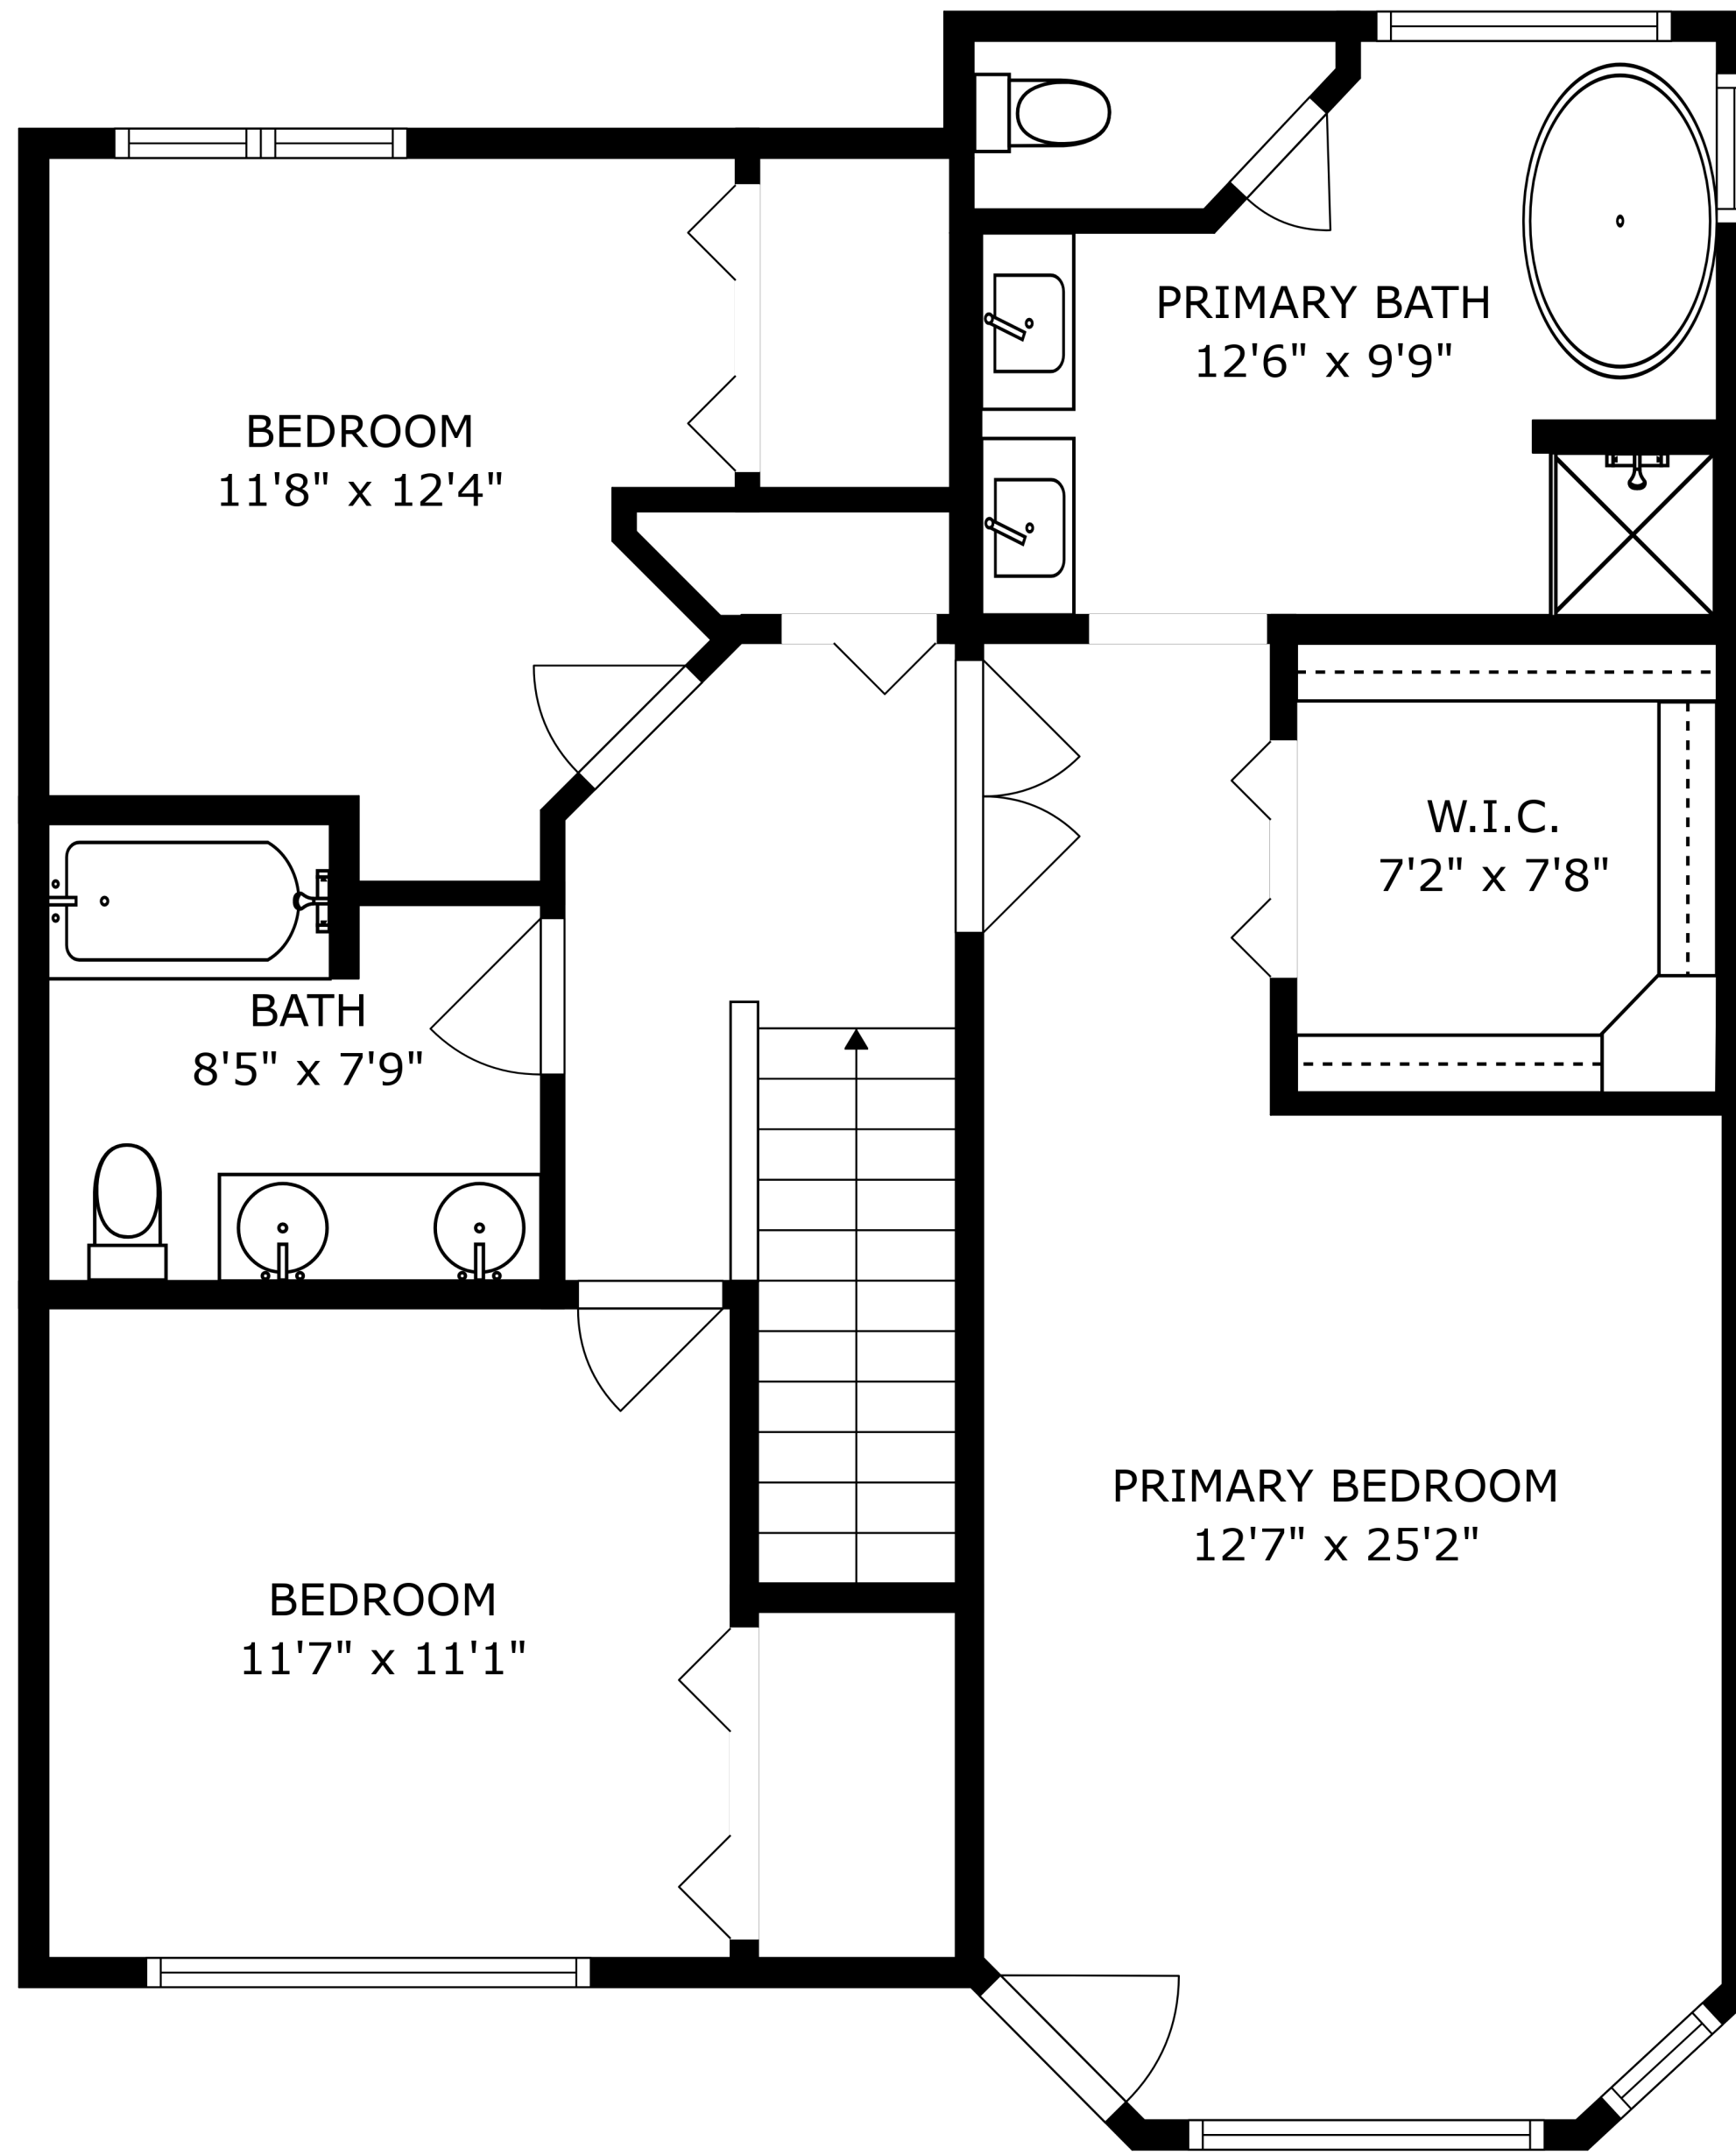 PRIMARY BATH
12'6" x 9'9"
BEDROOM
11'8" x 12'4"
W.I.C.
7'2" x 7'8"
BATH
8'5" x 7'9"
PRIMARY BEDROOM
12'7" x 25'2"
BEDROOM
11'7" x 11'1"